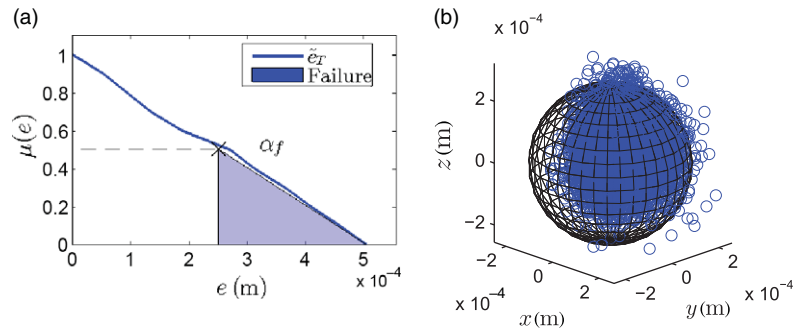 (a)
1
0.8
0.6
0.4
0.2
0
μ(e)
ẽ_T
Failure
α_f
0 1 2 3 4 5
e (m)
x 10⁻⁴
(b)
x 10⁻⁴
2
0
−2
z (m)
−2 0 2
x 10⁻⁴
x (m)
−2 0 2
x 10⁻⁴
y (m)